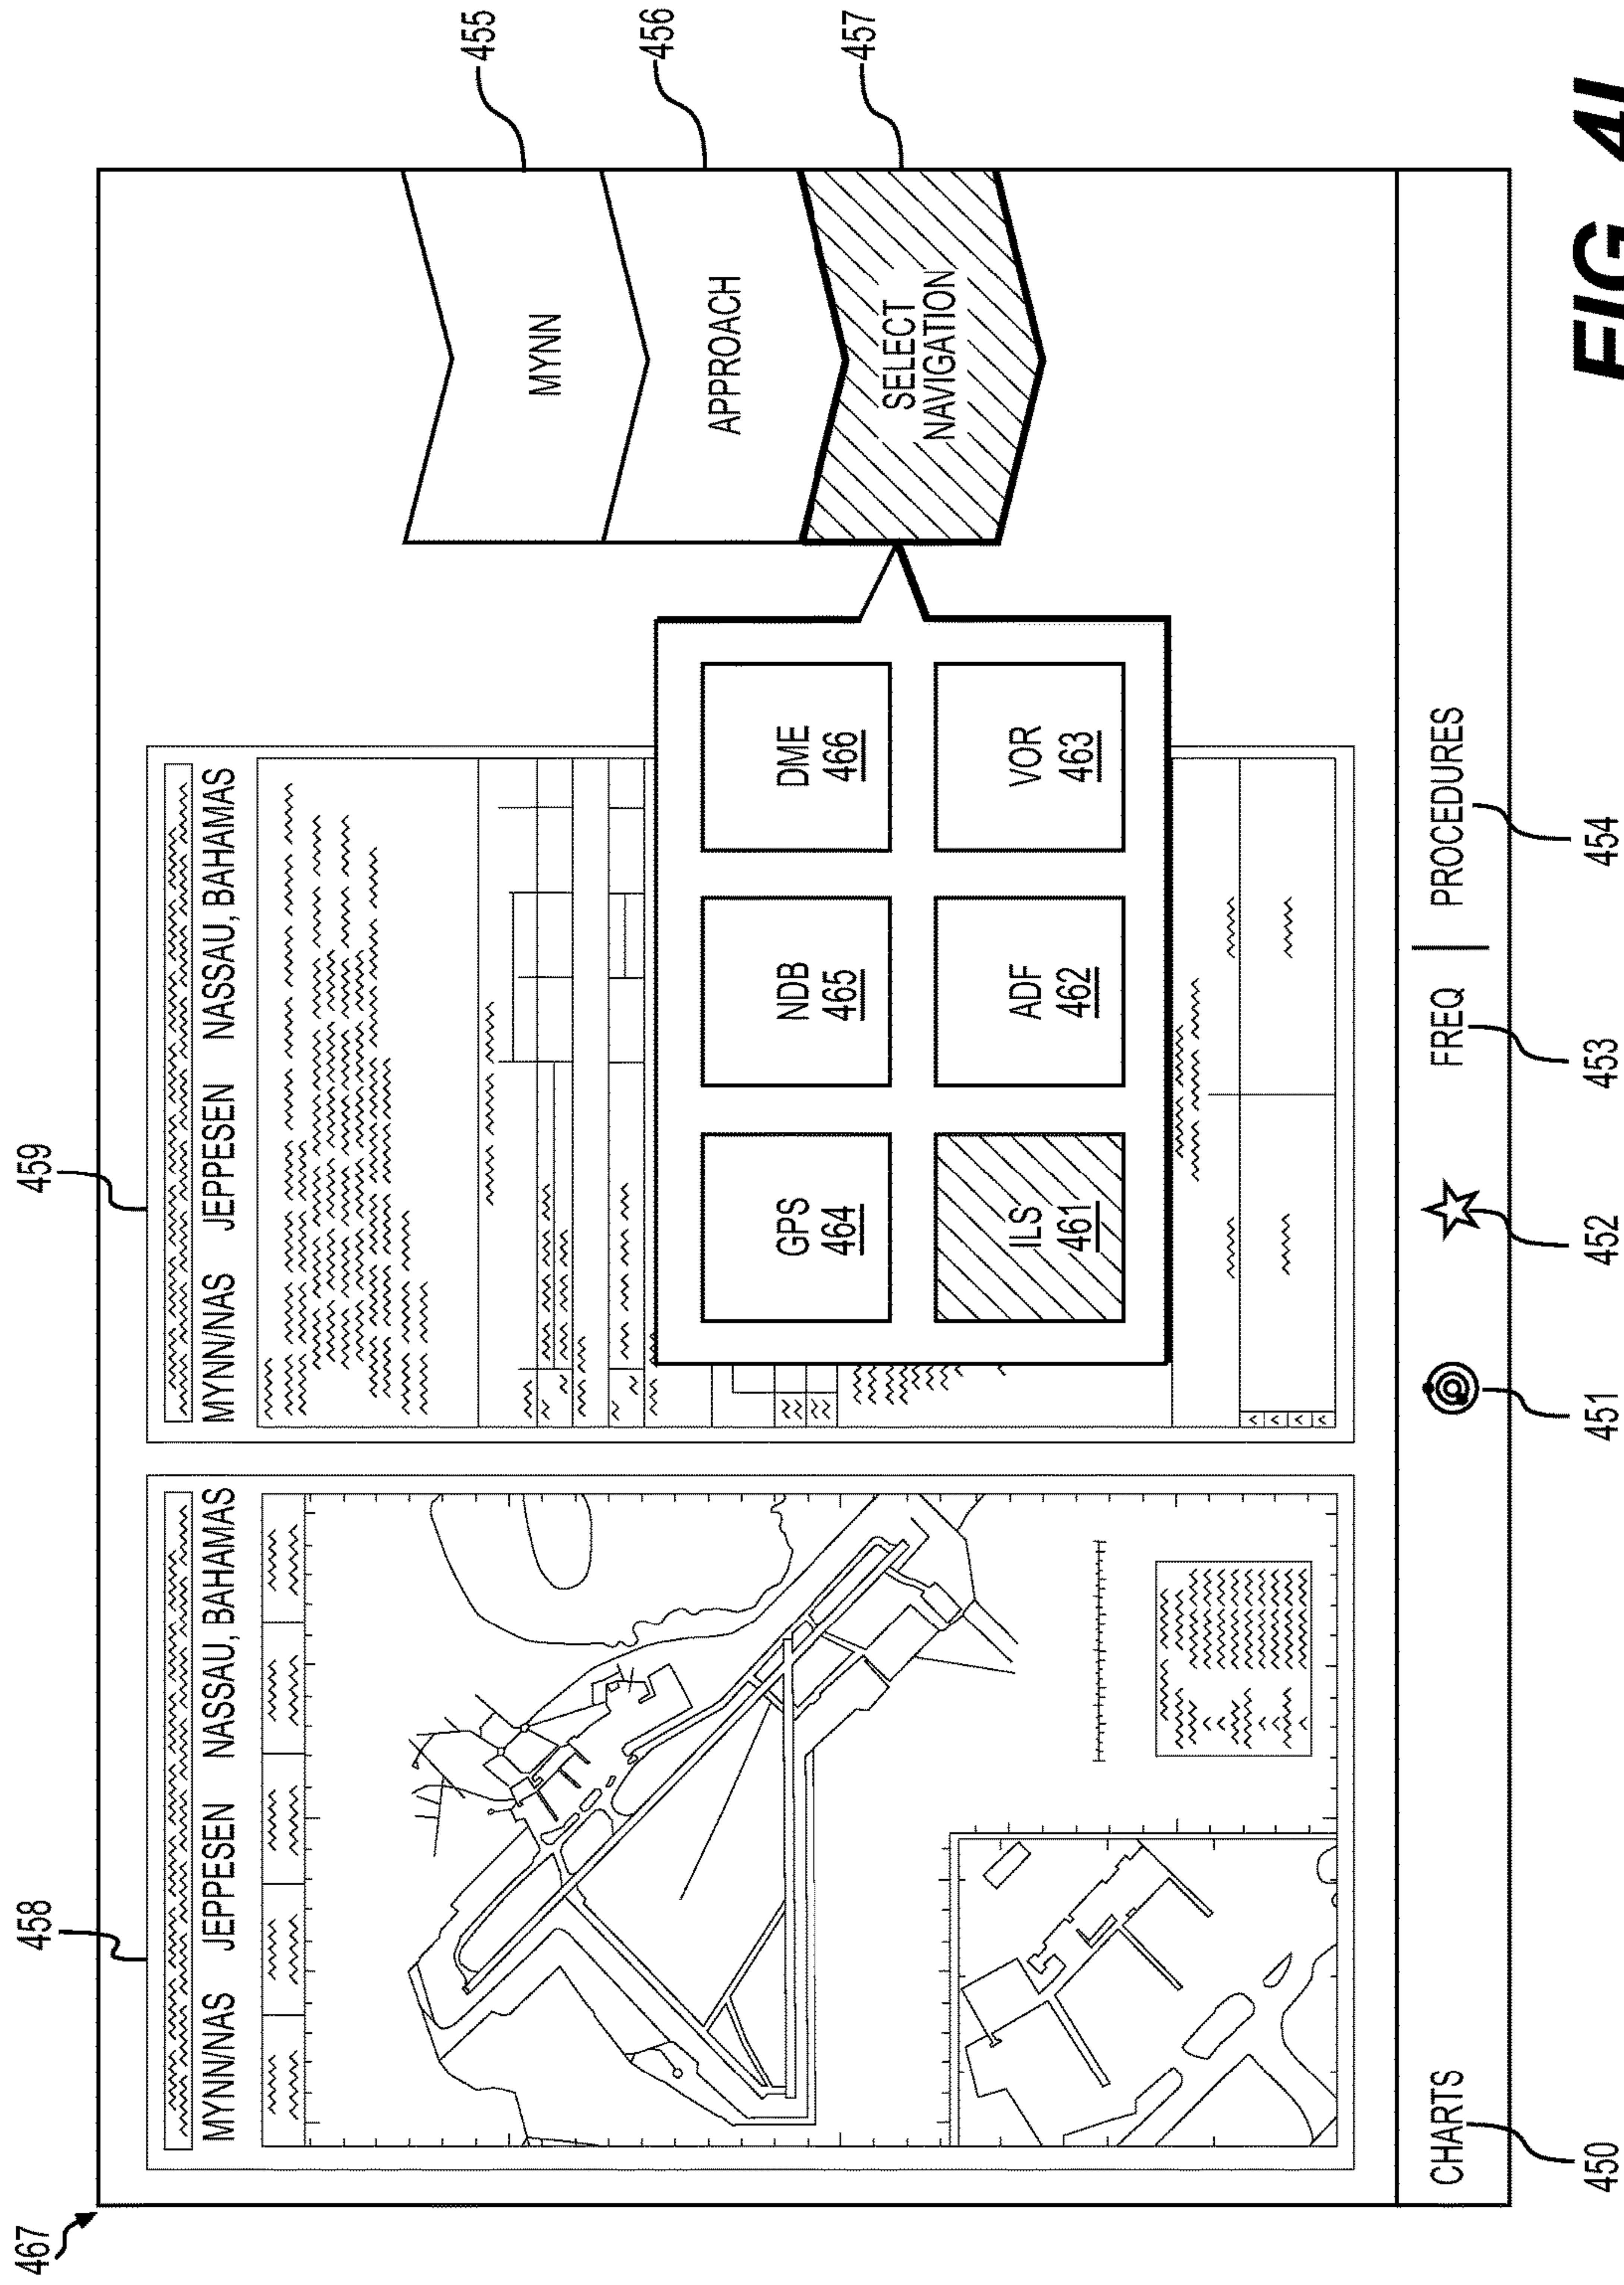 467
458
459
MYNN/NAS JEPPESEN NASSAU, BAHAMAS
MYNN/NAS JEPPESEN NASSAU, BAHAMAS
MYNN
455
APPROACH
456
SELECT
NAVIGATION
457
GPS
464
NDB
465
DME
466
ILS
461
ADF
462
VOR
463
CHARTS
FREQ | PROCEDURES
450
451
452
453
454